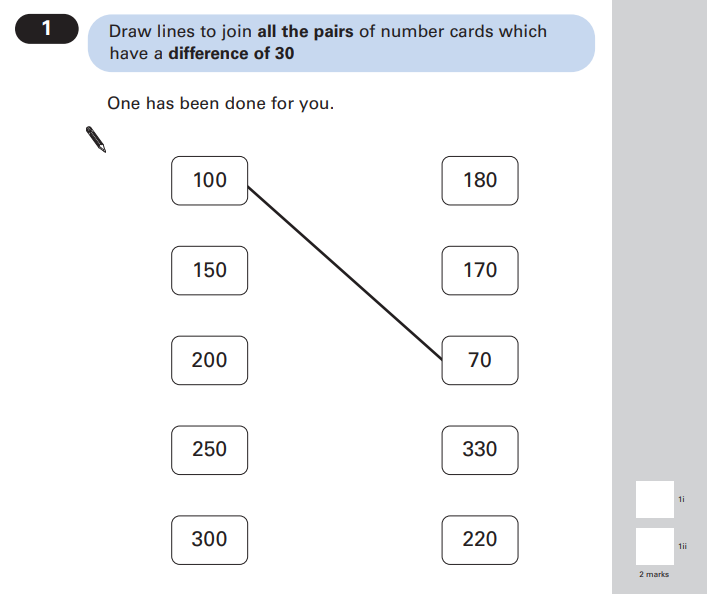 1
Draw lines to join all the pairs of number cards which
have a difference of 30
One has been done for you.
100 180
150 170
200 70
250 330
300 220
1i
1ii
2 marks